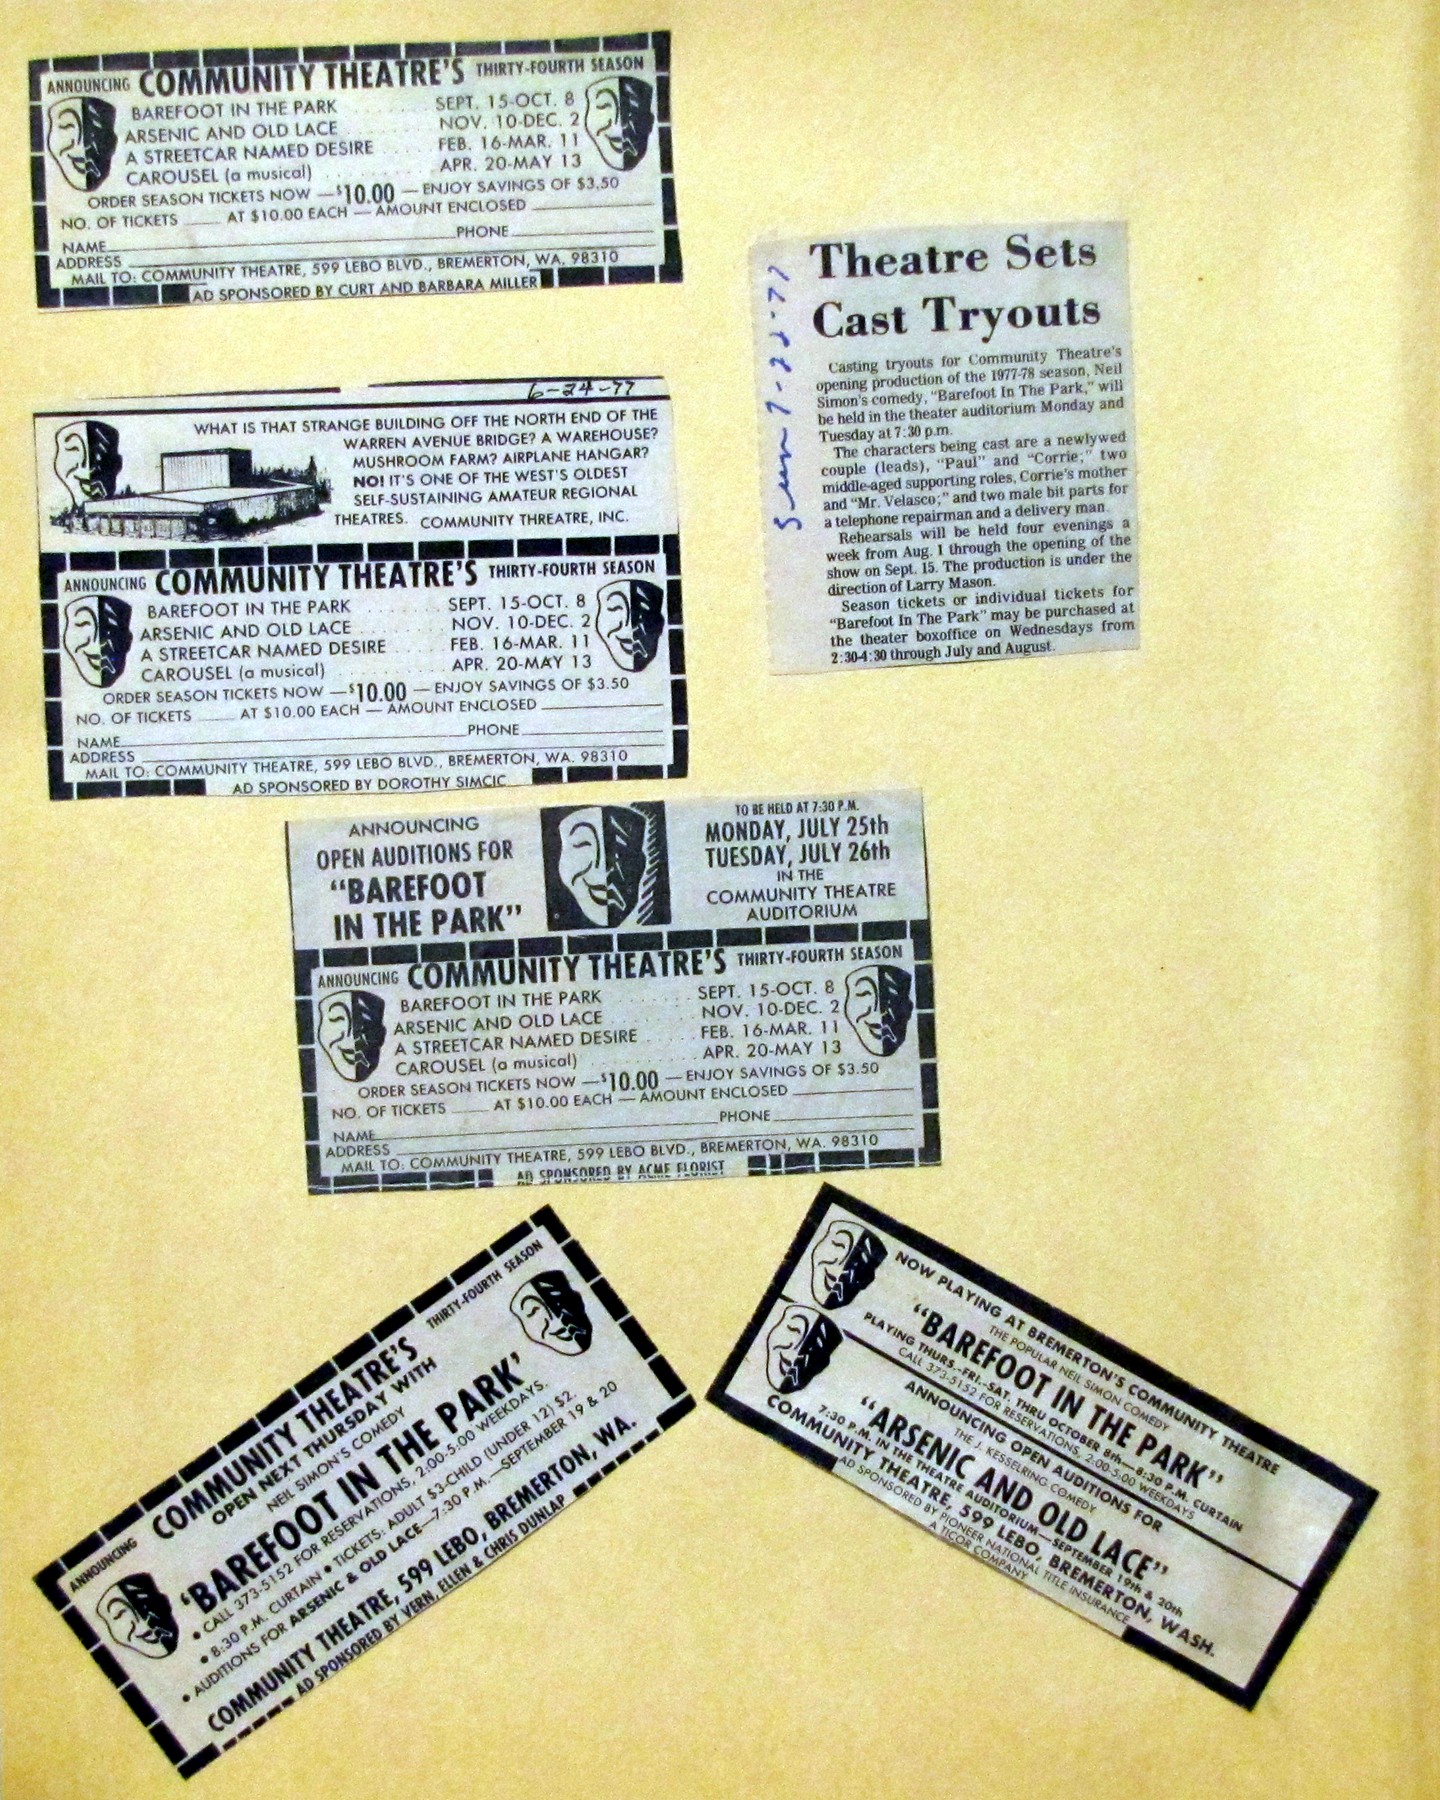 ANNOUNCING COMMUNITY THEATRE'S THIRTY-FOURTH SEASON
BAREFOOT IN THE PARK . . . . . . SEPT. 15-OCT. 8
ARSENIC AND OLD LACE . . . . . . NOV. 10-DEC. 2
A STREETCAR NAMED DESIRE . . . . FEB. 16-MAR. 11
CAROUSEL (a musical) . . . . . . APR. 20-MAY 13
ORDER SEASON TICKETS NOW —$10.00 — ENJOY SAVINGS OF $3.50
NO. OF TICKETS ____ AT $10.00 EACH — AMOUNT ENCLOSED ____
NAME____ PHONE____
ADDRESS ____
MAIL TO: COMMUNITY THEATRE, 599 LEBO BLVD., BREMERTON, WA. 98310
AD SPONSORED BY CURT AND BARBARA MILLER
Theatre Sets
Cast Tryouts
Sun 7-23-77
Casting tryouts for Community Theatre's
opening production of the 1977-78 season, Neil
Simon's comedy, "Barefoot In The Park," will
be held in the theater auditorium Monday and
Tuesday at 7:30 p.m.
The characters being cast are a newlywed
couple (leads), "Paul" and "Corrie;" two
middle-aged supporting roles, Corrie's mother
and "Mr. Velasco;" and two male bit parts for
a telephone repairman and a delivery man.
Rehearsals will be held four evenings a
week from Aug. 1 through the opening of the
show on Sept. 15. The production is under the
direction of Larry Mason.
Season tickets or individual tickets for
"Barefoot In The Park" may be purchased at
the theater boxoffice on Wednesdays from
2:30-4:30 through July and August.
6-24-77
WHAT IS THAT STRANGE BUILDING OFF THE NORTH END OF THE
WARREN AVENUE BRIDGE? A WAREHOUSE?
MUSHROOM FARM? AIRPLANE HANGAR?
NO! IT'S ONE OF THE WEST'S OLDEST
SELF-SUSTAINING AMATEUR REGIONAL
THEATRES. COMMUNITY THREATRE, INC.
ANNOUNCING COMMUNITY THEATRE'S THIRTY-FOURTH SEASON
BAREFOOT IN THE PARK . . . . . . SEPT. 15-OCT. 8
ARSENIC AND OLD LACE . . . . . . NOV. 10-DEC. 2
A STREETCAR NAMED DESIRE . . . . FEB. 16-MAR. 11
CAROUSEL (a musical) . . . . . . APR. 20-MAY 13
ORDER SEASON TICKETS NOW —$10.00 — ENJOY SAVINGS OF $3.50
NO. OF TICKETS ____ AT $10.00 EACH — AMOUNT ENCLOSED ____
NAME____ PHONE____
ADDRESS ____
MAIL TO: COMMUNITY THEATRE, 599 LEBO BLVD., BREMERTON, WA. 98310
AD SPONSORED BY DOROTHY SIMCIC
ANNOUNCING
OPEN AUDITIONS FOR
"BAREFOOT
IN THE PARK"
TO BE HELD AT 7:30 P.M.
MONDAY, JULY 25th
TUESDAY, JULY 26th
IN THE
COMMUNITY THEATRE
AUDITORIUM
ANNOUNCING COMMUNITY THEATRE'S THIRTY-FOURTH SEASON
BAREFOOT IN THE PARK . . . . . . SEPT. 15-OCT. 8
ARSENIC AND OLD LACE . . . . . . NOV. 10-DEC. 2
A STREETCAR NAMED DESIRE . . . . FEB. 16-MAR. 11
CAROUSEL (a musical) . . . . . . APR. 20-MAY 13
ORDER SEASON TICKETS NOW —$10.00 — ENJOY SAVINGS OF $3.50
NO. OF TICKETS ____ AT $10.00 EACH — AMOUNT ENCLOSED ____
NAME____ PHONE____
ADDRESS ____
MAIL TO: COMMUNITY THEATRE, 599 LEBO BLVD., BREMERTON, WA. 98310
AD SPONSORED BY ACME FLORIST
ANNOUNCING COMMUNITY THEATRE'S THIRTY-FOURTH SEASON
OPEN NEXT THURSDAY WITH
NEIL SIMON'S COMEDY
'BAREFOOT IN THE PARK'
• CALL 373-5152 FOR RESERVATIONS, 2:00-5:00 WEEKDAYS.
• 8:30 P.M. CURTAIN • TICKETS: ADULT $3-CHILD (UNDER 12) $2.
• AUDITIONS FOR ARSENIC & OLD LACE—7:30 P.M.—SEPTEMBER 19 & 20
COMMUNITY THEATRE, 599 LEBO, BREMERTON, WA.
AD SPONSORED BY VERN, ELLEN & CHRIS DUNLAP
NOW PLAYING AT BREMERTON'S COMMUNITY THEATRE
THE POPULAR NEIL SIMON COMEDY
"BAREFOOT IN THE PARK"
PLAYING THURS.-FRI.-SAT. THRU OCTOBER 8th—8:30 P.M. CURTAIN
CALL 373-5152 FOR RESERVATIONS, 2:00-5:00 WEEKDAYS
ANNOUNCING OPEN AUDITIONS FOR
THE J. KESSELRING COMEDY
"ARSENIC AND OLD LACE"
7:30 P.M. IN THE THEATRE AUDITORIUM—SEPTEMBER 19th & 20th
COMMUNITY THEATRE, 599 LEBO, BREMERTON, WASH.
AD SPONSORED BY PIONEER NATIONAL TITLE INSURANCE
A TICOR COMPANY